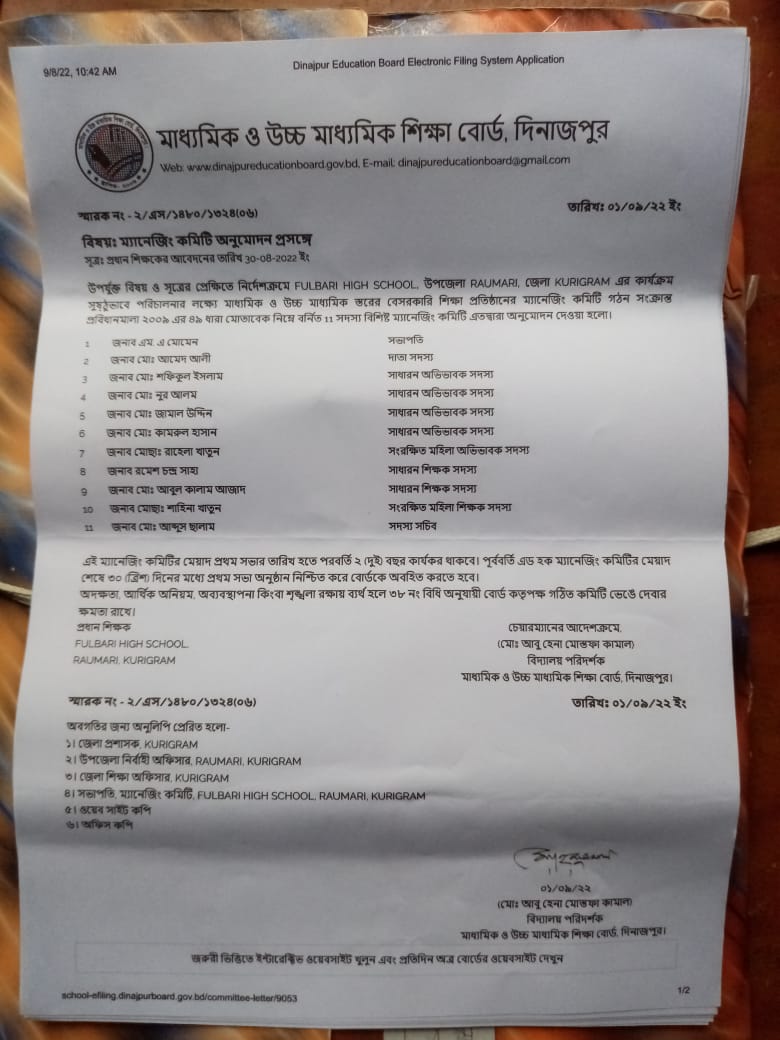 9/8/22, 10:42 AM
Dinajpur Education Board Electronic Filing System Application
মাধ্যমিক ও উচ্চ মাধ্যমিক শিক্ষা বোর্ড, দিনাজপুর
Web: www.dinajpureducationboard.gov.bd, E-mail: dinajpureducationboard@gmail.com
স্মারক নং - ২/এস/১৪৮০/১৩২৪(০৬)
তারিখ: ০১/০৯/২২ ইং
বিষয়: ম্যানেজিং কমিটি অনুমোদন প্রসঙ্গে
সূত্র: প্রধান শিক্ষকের আবেদনের তারিখ 30-08-2022 ইং
উপর্যুক্ত বিষয় ও সূত্রের প্রেক্ষিতে নির্দেশক্রমে FULBARI HIGH SCHOOL, উপজেলা RAUMARI, জেলা KURIGRAM এর কার্যক্রম
সুষ্ঠুভাবে পরিচালনার লক্ষ্যে মাধ্যমিক ও উচ্চ মাধ্যমিক স্তরের বেসরকারি শিক্ষা প্রতিষ্ঠানের ম্যানেজিং কমিটি গঠন সংক্রান্ত
প্রবিধানমালা ২০০৯ এর ৪৯ ধারা মোতাবেক নিম্নে বর্নিত 11 সদস্য বিশিষ্ট ম্যানেজিং কমিটি এতদ্বারা অনুমোদন দেওয়া হলো।
1 জনাব এম. এ মোমেন সভাপতি
2 জনাব মোঃ আমেদ আলী দাতা সদস্য
3 জনাব মোঃ শফিকুল ইসলাম সাধারন অভিভাবক সদস্য
4 জনাব মোঃ নুর আলম সাধারন অভিভাবক সদস্য
5 জনাব মোঃ জামাল উদ্দিন সাধারন অভিভাবক সদস্য
6 জনাব মোঃ কামরুল হাসান সাধারন অভিভাবক সদস্য
7 জনাব মোছাঃ রাহেলা খাতুন সংরক্ষিত মহিলা অভিভাবক সদস্য
8 জনাব রমেশ চন্দ্র সাহা সাধারন শিক্ষক সদস্য
9 জনাব মোঃ আবুল কালাম আজাদ সাধারন শিক্ষক সদস্য
10 জনাব মোছাঃ শাহিনা খাতুন সংরক্ষিত মহিলা শিক্ষক সদস্য
11 জনাব মোঃ আব্দুস ছালাম সদস্য সচিব
এই ম্যানেজিং কমিটির মেয়াদ প্রথম সভার তারিখ হতে পরবর্তি ২ (দুই) বছর কার্যকর থাকবে। পূর্ববর্তি এড হক ম্যানেজিং কমিটির মেয়াদ
শেষে ৩০ (ত্রিশ) দিনের মধ্যে প্রথম সভা অনুষ্ঠান নিশ্চিত করে বোর্ডকে অবহিত করতে হবে।
অদক্ষতা, আর্থিক অনিয়ম, অব্যবস্থাপনা কিংবা শৃঙ্খলা রক্ষায় ব্যর্থ হলে ৩৮ নং বিধি অনুযায়ী বোর্ড কতৃপক্ষ গঠিত কমিটি ভেঙে দেবার
ক্ষমতা রাখে।
প্রধান শিক্ষক
FULBARI HIGH SCHOOL,
RAUMARI, KURIGRAM
চেয়ারম্যানের আদেশক্রমে,
(মোঃ আবু হেনা মোস্তফা কামাল)
বিদ্যালয় পরিদর্শক
মাধ্যমিক ও উচ্চ মাধ্যমিক শিক্ষা বোর্ড, দিনাজপুর।
স্মারক নং - ২/এস/১৪৮০/১৩২৪(০৬)
তারিখ: ০১/০৯/২২ ইং
অবগতির জন্য অনুলিপি প্রেরিত হলো-
১। জেলা প্রশাসক, KURIGRAM
২। উপজেলা নির্বাহী অফিসার, RAUMARI, KURIGRAM
৩। জেলা শিক্ষা অফিসার, KURIGRAM
৪। সভাপতি, ম্যানেজিং কমিটি, FULBARI HIGH SCHOOL, RAUMARI, KURIGRAM
৫। ওয়েব সাইট কপি
৬। অফিস কপি
০১/০৯/২২
(মোঃ আবু হেনা মোস্তফা কামাল)
বিদ্যালয় পরিদর্শক
মাধ্যমিক ও উচ্চ মাধ্যমিক শিক্ষা বোর্ড, দিনাজপুর।
জরুরী ভিত্তিতে ইন্টারেক্টিভ ওয়েবসাইট খুলুন এবং প্রতিদিন অত্র বোর্ডের ওয়েবসাইট দেখুন
school-efiling.dinajpurboard.gov.bd/committee-letter/9053
1/2